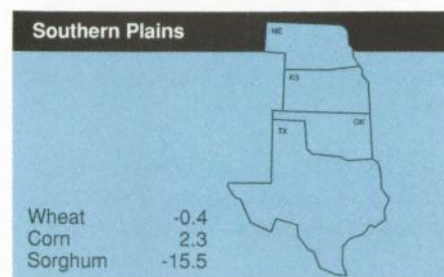 Southern Plains
NE
KS
OK
TX
Wheat -0.4
Corn 2.3
Sorghum -15.5